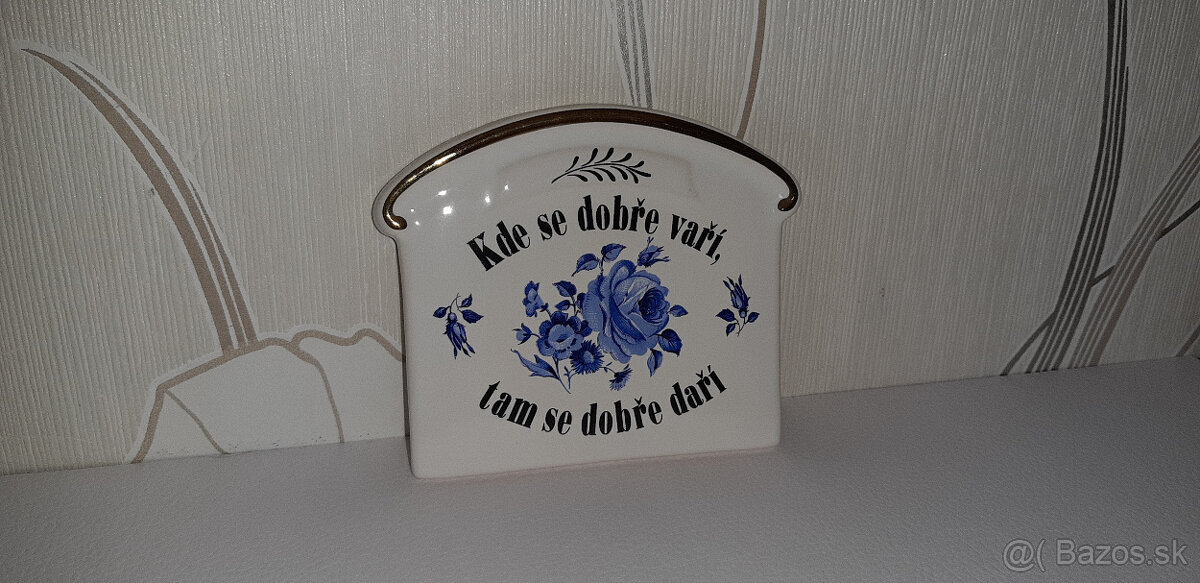 Kde se dobře vaří,
tam se dobře daří
@( Bazos.sk